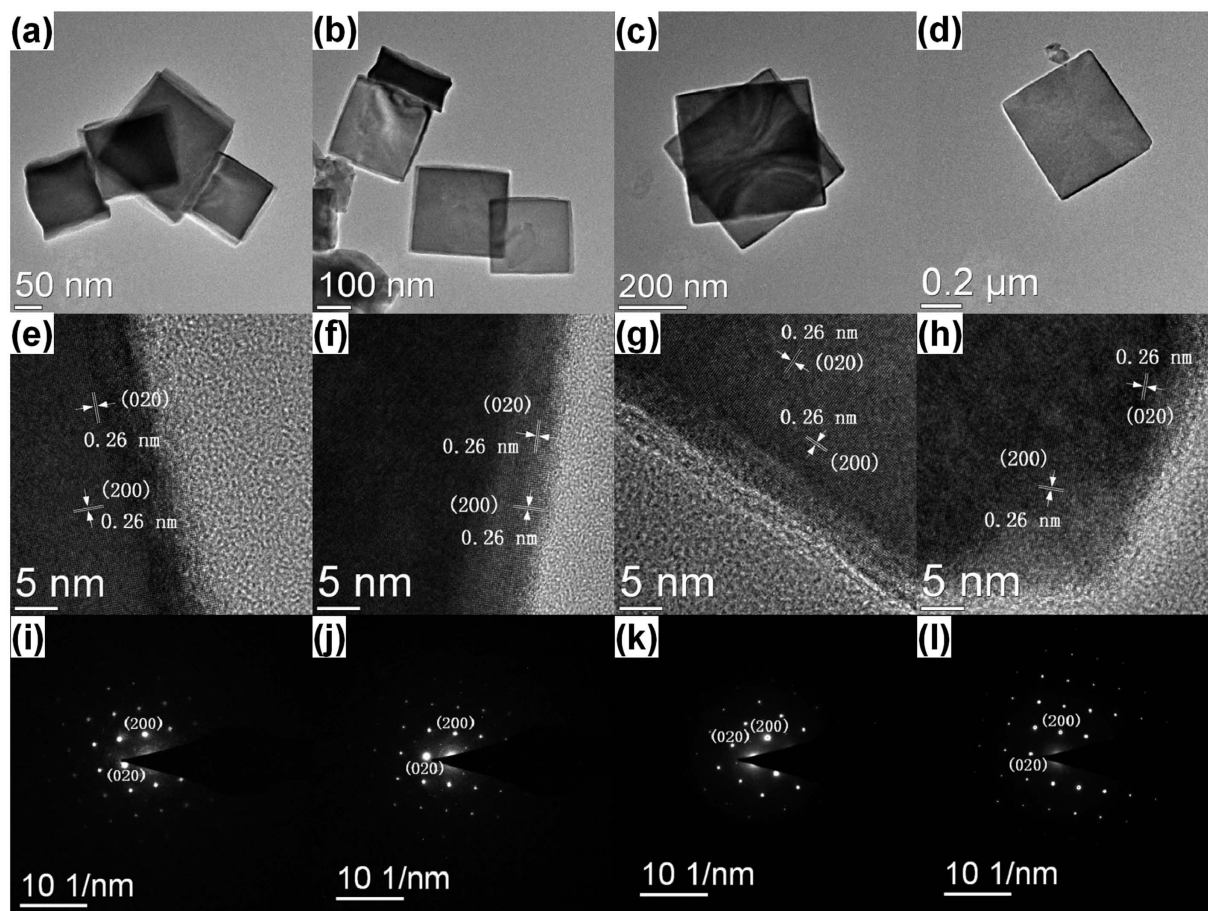 (a)
(b)
(c)
(d)
50 nm
100 nm
200 nm
0.2 μm
(e)
(f)
(g)
(h)
(020)
0.26 nm
(200)
0.26 nm
5 nm
(020)
0.26 nm
(200)
0.26 nm
5 nm
0.26 nm
(020)
0.26 nm
(200)
5 nm
0.26 nm
(020)
(200)
0.26 nm
5 nm
(i)
(j)
(k)
(l)
(200)
(020)
10 1/nm
(200)
(020)
10 1/nm
(020)
(200)
10 1/nm
(200)
(020)
10 1/nm